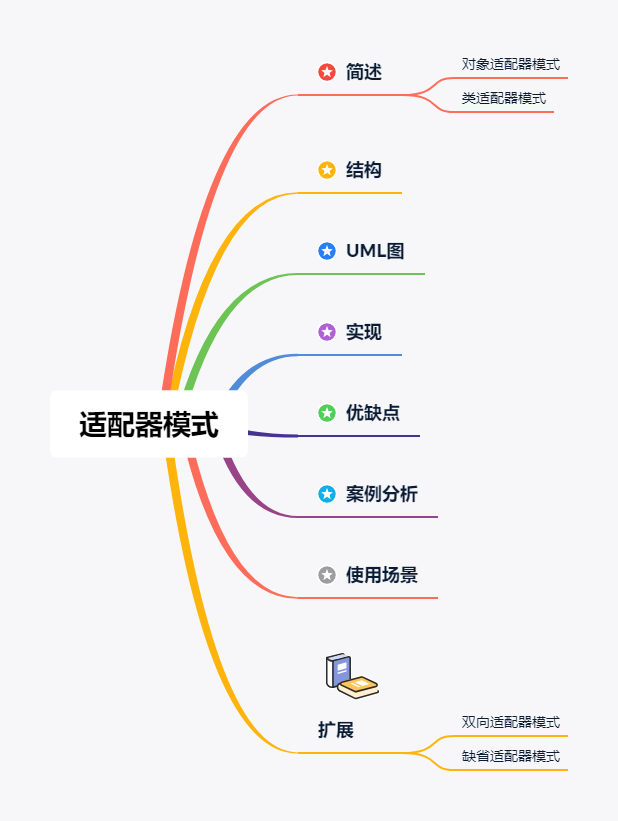 简述
对象适配器模式
类适配器模式
结构
UML图
实现
适配器模式
优缺点
案例分析
使用场景
扩展
双向适配器模式
缺省适配器模式